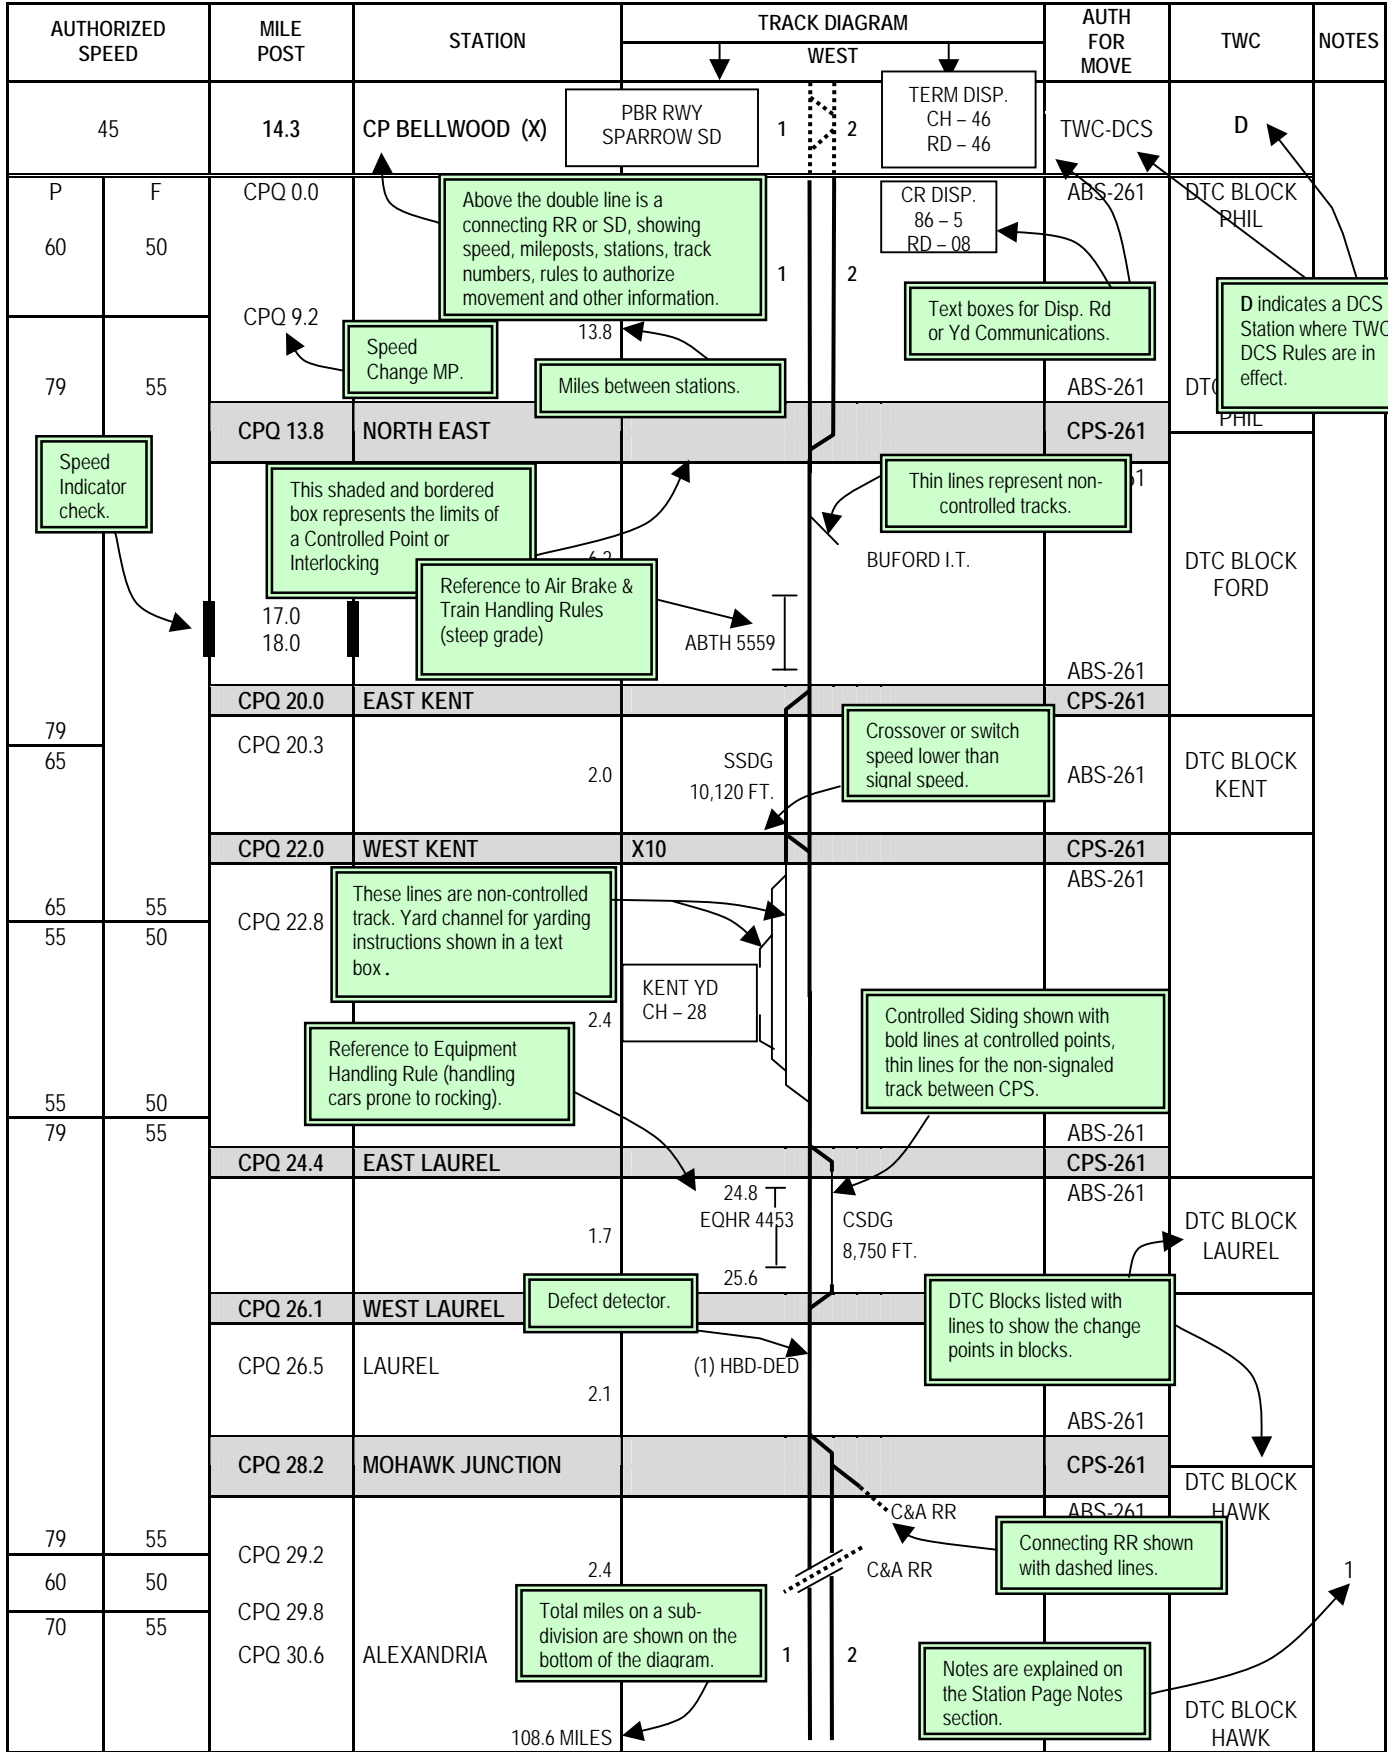 AUTHORIZED
SPEED
MILE
POST
STATION
TRACK DIAGRAM
WEST
AUTH
FOR
MOVE
TWC
NOTES
45
14.3
CP BELLWOOD (X)
PBR RWY
SPARROW SD
1
2
TERM DISP.
CH – 46
RD – 46
TWC-DCS
D
P
F
CPQ 0.0
Above the double line is a
connecting RR or SD, showing
speed, mileposts, stations, track
numbers, rules to authorize
movement and other information.
CR DISP.
86 – 5
RD – 08
ABS-261
DTC BLOCK
PHIL
60
50
1
2
Text boxes for Disp. Rd
or Yd Communications.
D indicates a DCS
Station where TWC
DCS Rules are in
effect.
CPQ 9.2
13.8
Speed
Change MP.
Miles between stations.
79
55
ABS-261
PHIL
CPQ 13.8
NORTH EAST
CPS-261
Speed
Indicator
check.
This shaded and bordered
box represents the limits of
a Controlled Point or
Interlocking
Thin lines represent non-
controlled tracks.
BUFORD I.T.
DTC BLOCK
FORD
Reference to Air Brake &
Train Handling Rules
(steep grade)
17.0
18.0
ABTH 5559
ABS-261
CPQ 20.0
EAST KENT
CPS-261
79
65
CPQ 20.3
2.0
SSDG
10,120 FT.
Crossover or switch
speed lower than
signal speed.
ABS-261
DTC BLOCK
KENT
CPQ 22.0
WEST KENT
X10
CPS-261
ABS-261
These lines are non-controlled
track. Yard channel for yarding
instructions shown in a text
box.
65
55
CPQ 22.8
55
50
KENT YD
CH – 28
2.4
Controlled Siding shown with
bold lines at controlled points,
thin lines for the non-signaled
track between CPS.
Reference to Equipment
Handling Rule (handling
cars prone to rocking).
55
50
79
55
ABS-261
CPQ 24.4
EAST LAUREL
CPS-261
ABS-261
24.8
EQHR 4453
25.6
CSDG
8,750 FT.
1.7
DTC BLOCK
LAUREL
CPQ 26.1
WEST LAUREL
Defect detector.
DTC Blocks listed with
lines to show the change
points in blocks.
CPQ 26.5
LAUREL
(1) HBD-DED
2.1
ABS-261
CPQ 28.2
MOHAWK JUNCTION
CPS-261
DTC BLOCK
HAWK
C&A RR
ABS-261
79
55
CPQ 29.2
Connecting RR shown
with dashed lines.
2.4
C&A RR
1
60
50
CPQ 29.8
Total miles on a sub-
division are shown on the
bottom of the diagram.
70
55
CPQ 30.6
ALEXANDRIA
1
2
Notes are explained on
the Station Page Notes
section.
DTC BLOCK
HAWK
108.6 MILES